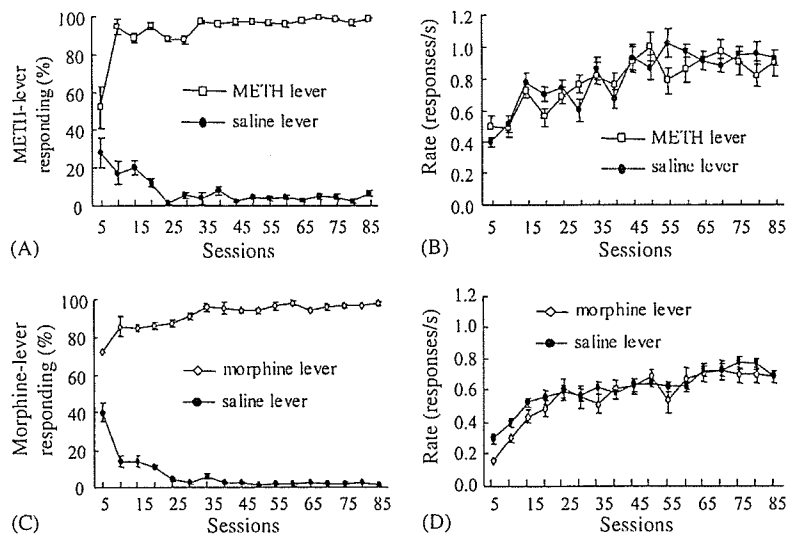 METH-lever
responding (%)
100
80
60
40
20
0
METH lever
saline lever
5 15 25 35 45 55 65 75 85
(A)
Sessions
Rate (responses/s)
1.2
1.0
0.8
0.6
0.4
0.2
0.0
METH lever
saline lever
5 15 25 35 45 55 65 75 85
(B)
Sessions
Morphine-lever
responding (%)
100
80
60
40
20
0
morphine lever
saline lever
5 15 25 35 45 55 65 75 85
(C)
Sessions
Rate (responses/s)
1.2
1.0
0.8
0.6
0.4
0.2
0.0
morphine lever
saline lever
5 15 25 35 45 55 65 75 85
(D)
Sessions